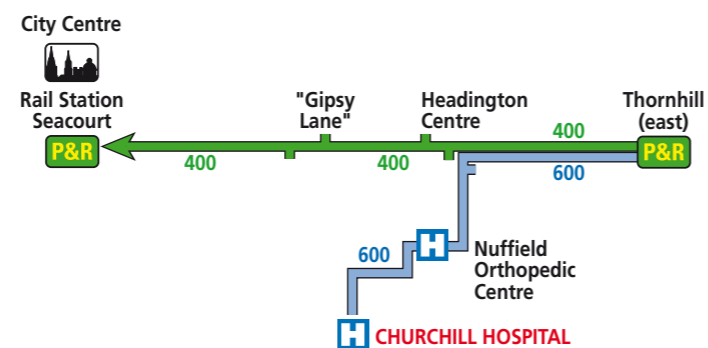 City Centre
Rail Station
Seacourt
P&R
"Gipsy
Lane"
Headington
Centre
Thornhill
(east)
P&R
400
400
400
600
600
H
Nuffield
Orthopedic
Centre
H
CHURCHILL HOSPITAL